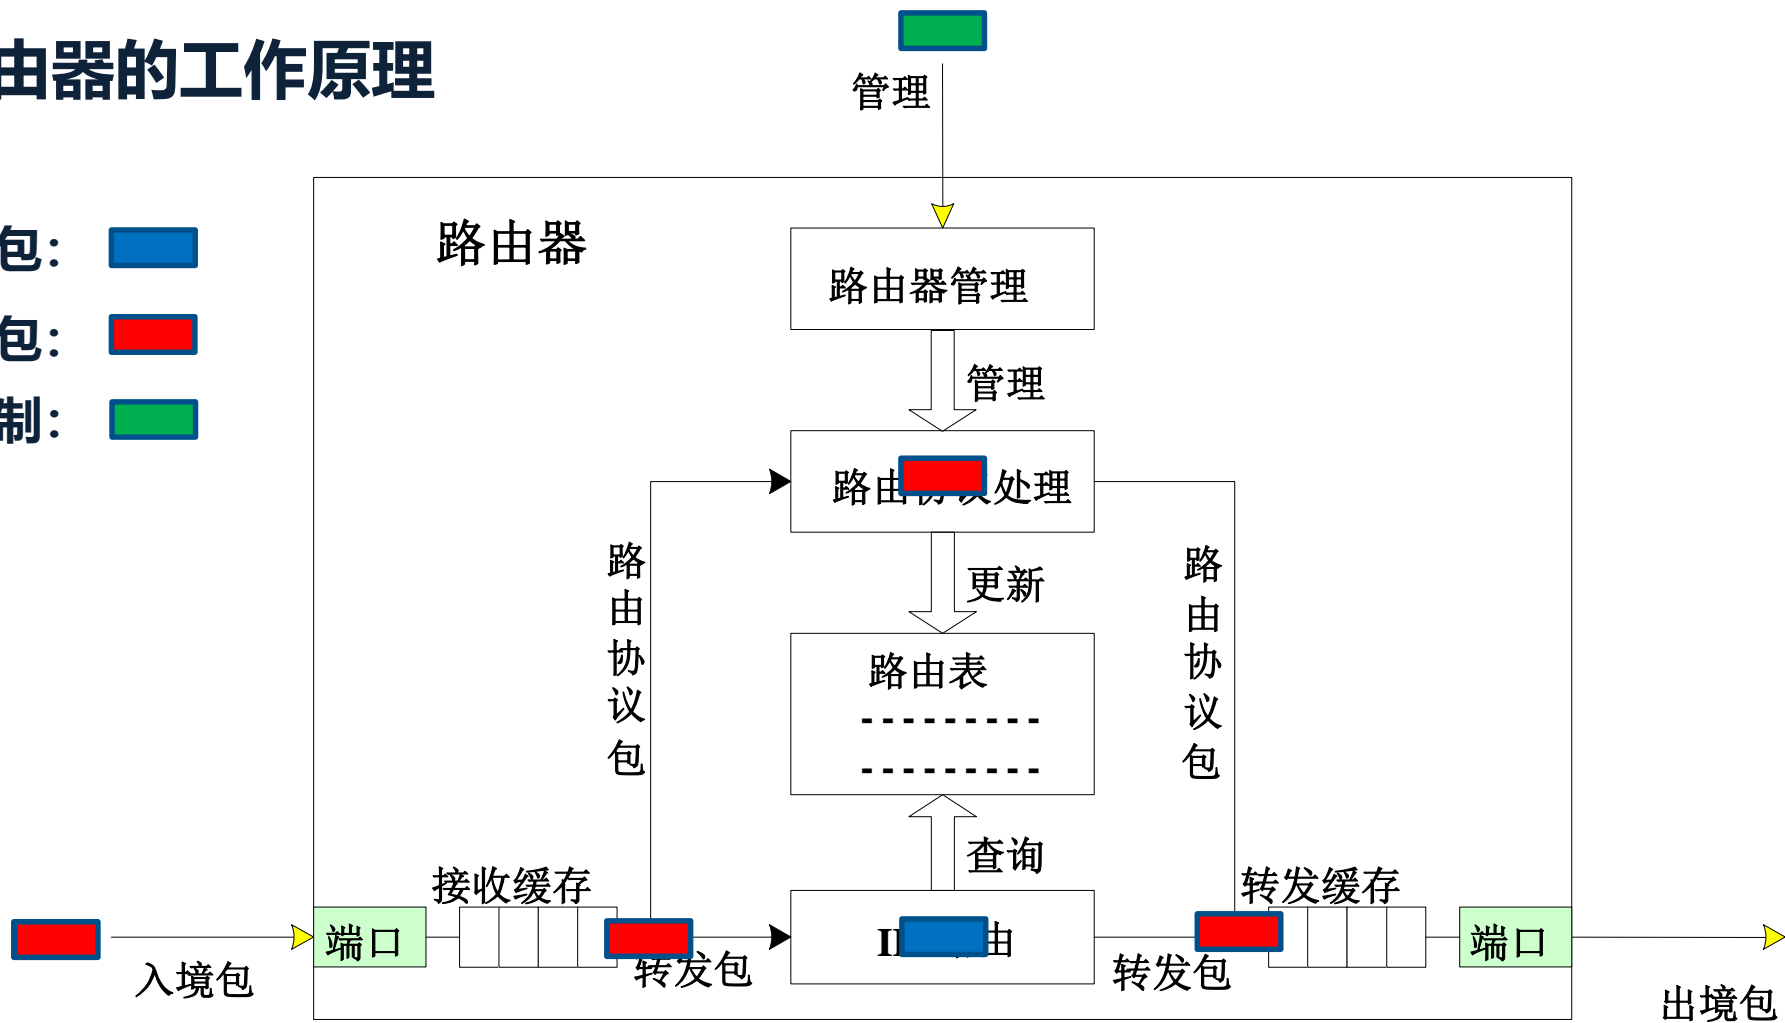 由器的工作原理
管理
包：
包：
制：
路由器
路由器管理
管理
路由处理
更新
路由协议包
路由协议包
路由表
---------
---------
查询
接收缓存
转发缓存
端口
由
端口
入境包
转发包
转发包
出境包